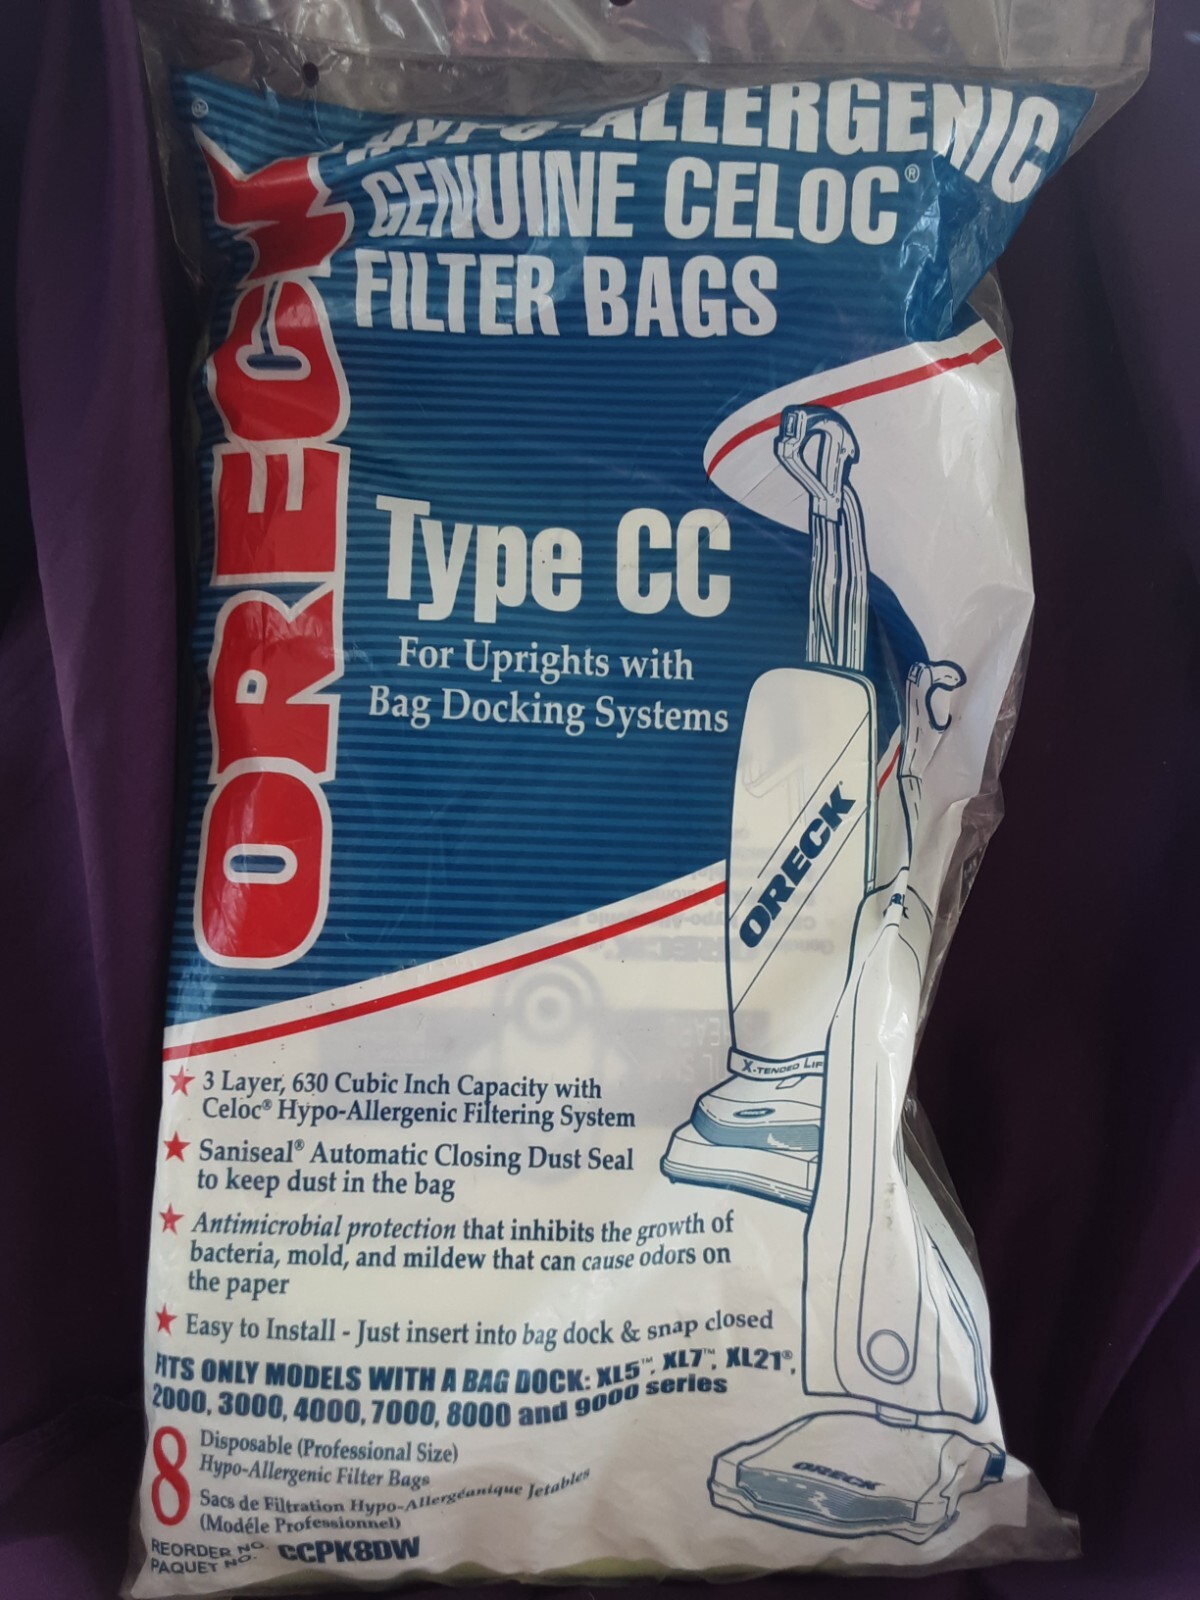 ORECK®
HYPO-ALLERGENIC
GENUINE CELOC®
FILTER BAGS
Type CC
For Uprights with
Bag Docking Systems
ORECK
X-TENDED LIF
★ 3 Layer, 630 Cubic Inch Capacity with
Celoc® Hypo-Allergenic Filtering System
★ Saniseal® Automatic Closing Dust Seal
to keep dust in the bag
★ Antimicrobial protection that inhibits the growth of
bacteria, mold, and mildew that can cause odors on
the paper
★ Easy to Install - Just insert into bag dock & snap closed
FITS ONLY MODELS WITH A BAG DOCK: XL5™, XL7™, XL21®,
2000, 3000, 4000, 7000, 8000 and 9000 series
8 Disposable (Professional Size)
Hypo-Allergenic Filter Bags
Sacs de Filtration Hypo-Allergéanique Jetables
(Modéle Professionnel)
REORDER NO.
PAQUET NO. CCPK8DW
ORECK